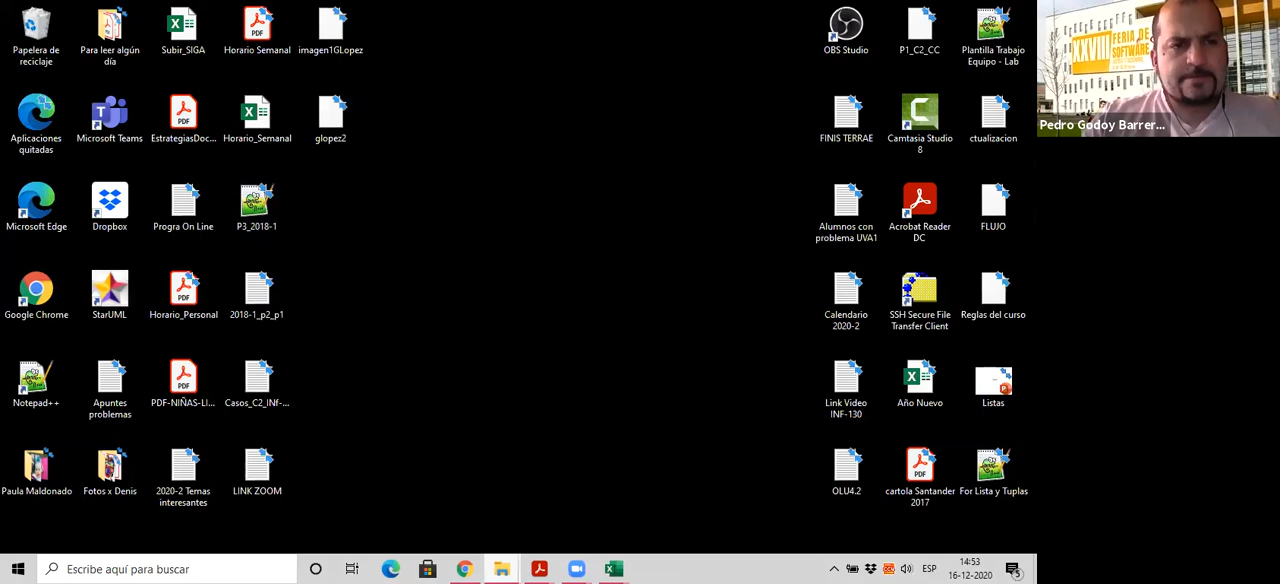 Papelera de
reciclaje
Para leer algún
día
Subir_SIGA
Horario Semanal
imagen1GLopez
OBS Studio
P1_C2_CC
Plantilla Trabajo
Equipo - Lab
XXVIII FERIA DE
SOFTWARE
Pedro Godoy Barrer...
Aplicaciones
quitadas
Microsoft Teams
EstrategiasDoc...
Horario_Semanal
glopez2
FINIS TERRAE
Camtasia Studio
8
ctualizacion
Microsoft Edge
Dropbox
Progra On Line
P3_2018-1
Alumnos con
problema UVA1
Acrobat Reader
DC
FLUJO
Google Chrome
StarUML
Horario_Personal
2018-1_p2_p1
Calendario
2020-2
SSH Secure File
Transfer Client
Reglas del curso
Notepad++
Apuntes
problemas
PDF-NIÑAS-LI...
Casos_C2_INf-...
Link Video
INF-130
Año Nuevo
Listas
Paula Maldonado
Fotos x Denis
2020-2 Temas
interesantes
LINK ZOOM
OLU4.2
cartola Santander
2017
For Lista y Tuplas
Escribe aquí para buscar
ESP
14:53
16-12-2020
5